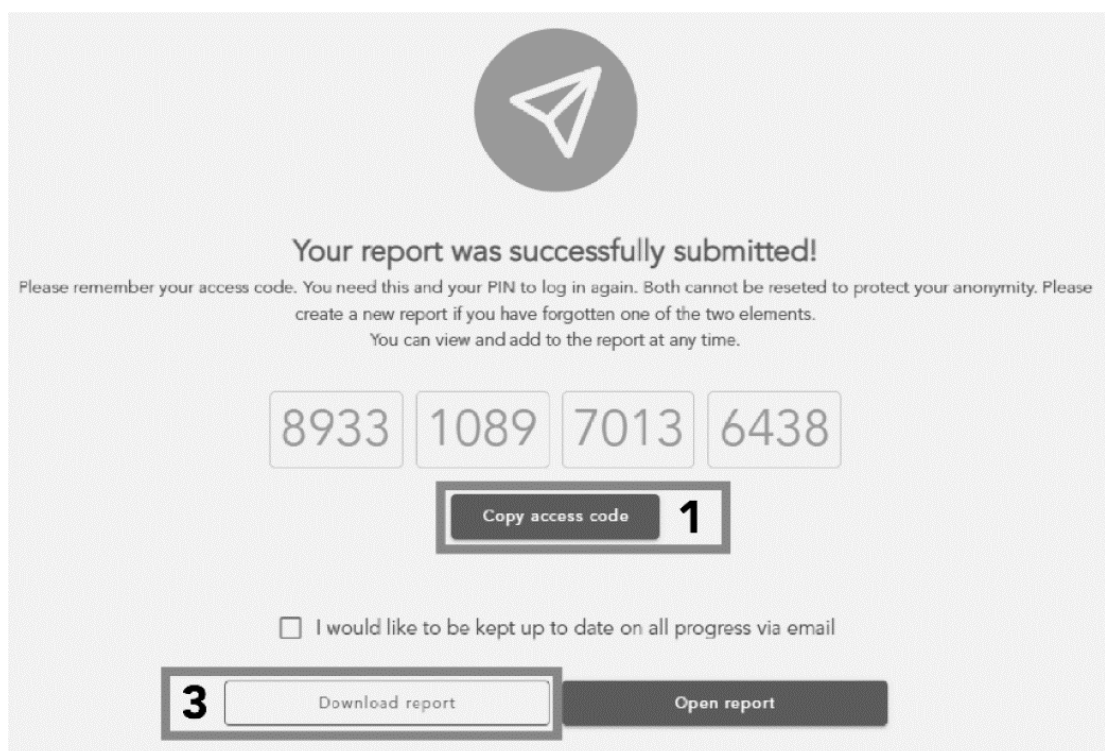 Your report was successfully submitted!
Please remember your access code. You need this and your PIN to log in again. Both cannot be reseted to protect your anonymity. Please
create a new report if you have forgotten one of the two elements.
You can view and add to the report at any time.
8933 1089 7013 6438
Copy access code 1
I would like to be kept up to date on all progress via email
3 Download report Open report